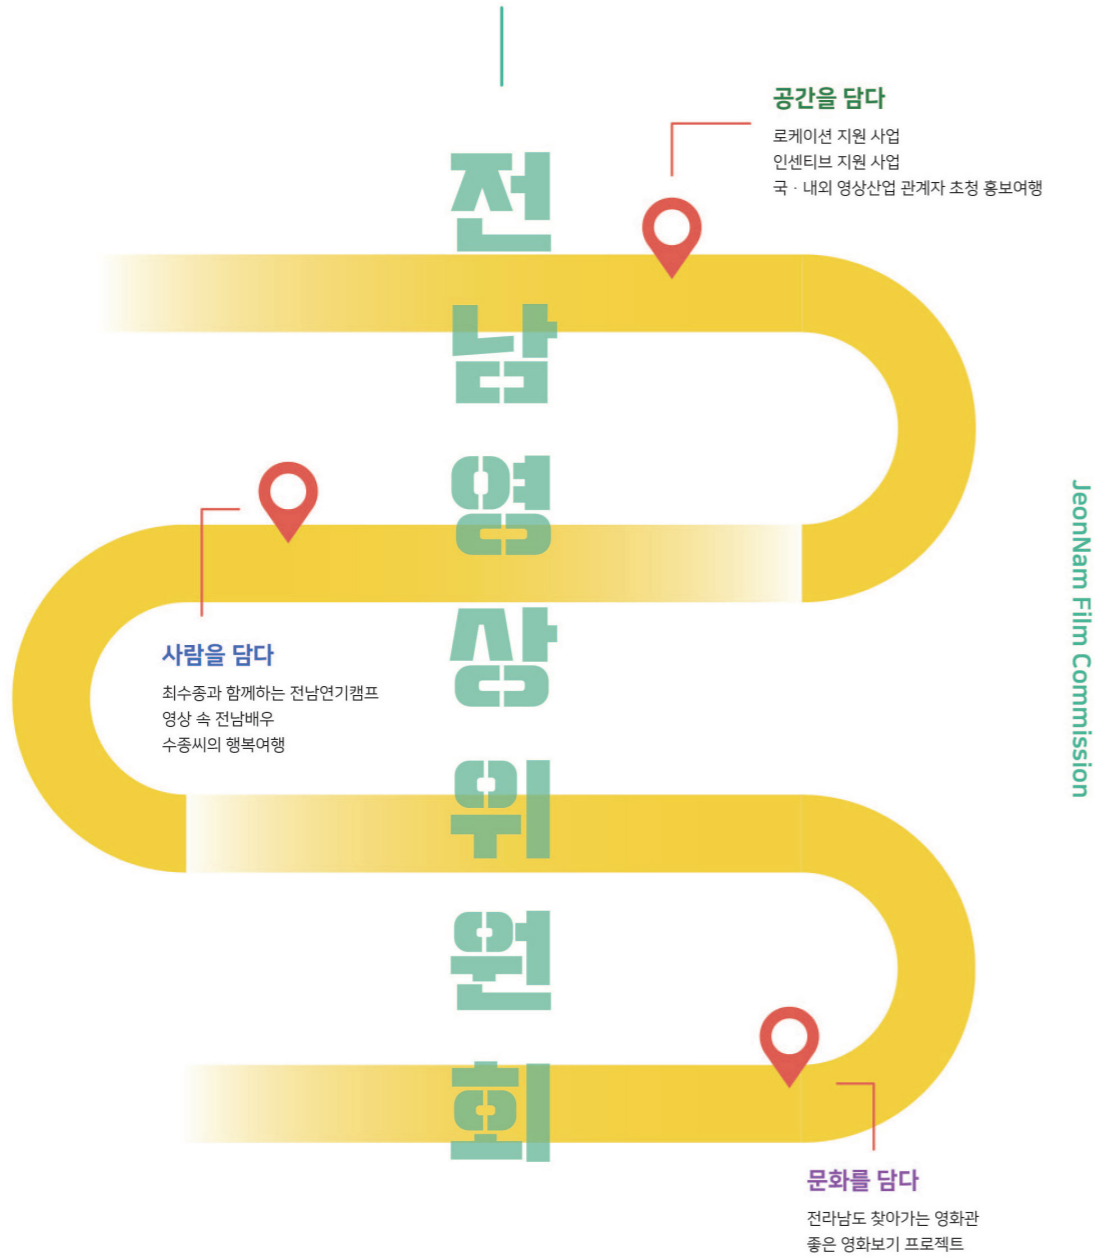 전남영상위원회
공간을 담다
로케이션 지원 사업
인센티브 지원 사업
국 · 내외 영상산업 관계자 초청 홍보여행
사람을 담다
최수종과 함께하는 전남연기캠프
영상 속 전남배우
수종씨의 행복여행
문화를 담다
전라남도 찾아가는 영화관
좋은 영화보기 프로젝트
JeonNam Film Commission